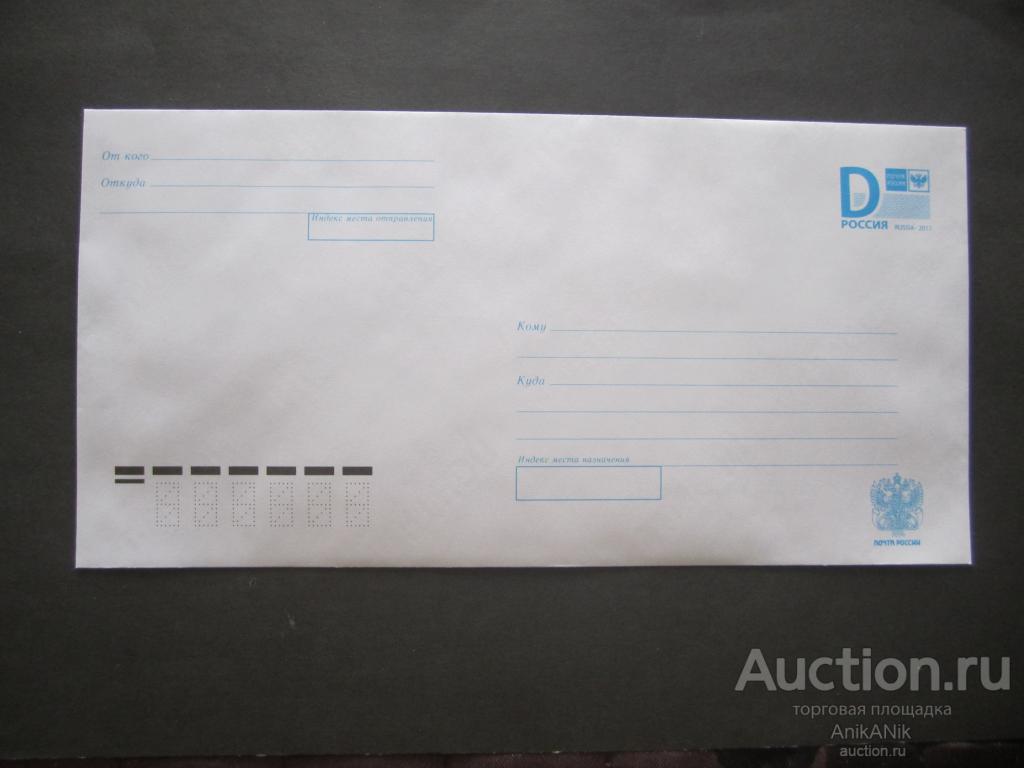 От кого
Откуда
Индекс места отправления
D
ПОЧТА
РОССИИ
РОССИЯ RUSSIA · 2011
Кому
Куда
Индекс места назначения
ПОЧТА РОССИИ
Auction.ru
торговая площадка
AnikANik
auction.ru